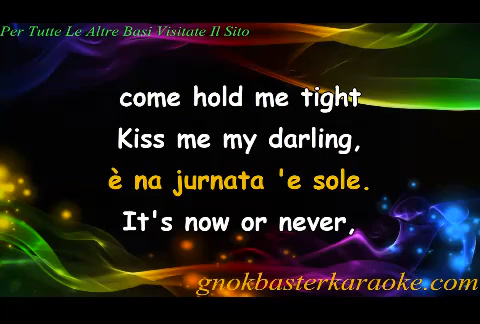 Per Tutte Le Altre Basi Visitate Il Sito
come hold me tight
Kiss me my darling,
è na jurnata 'e sole.
It's now or never,
gnokbasterkaraoke.com